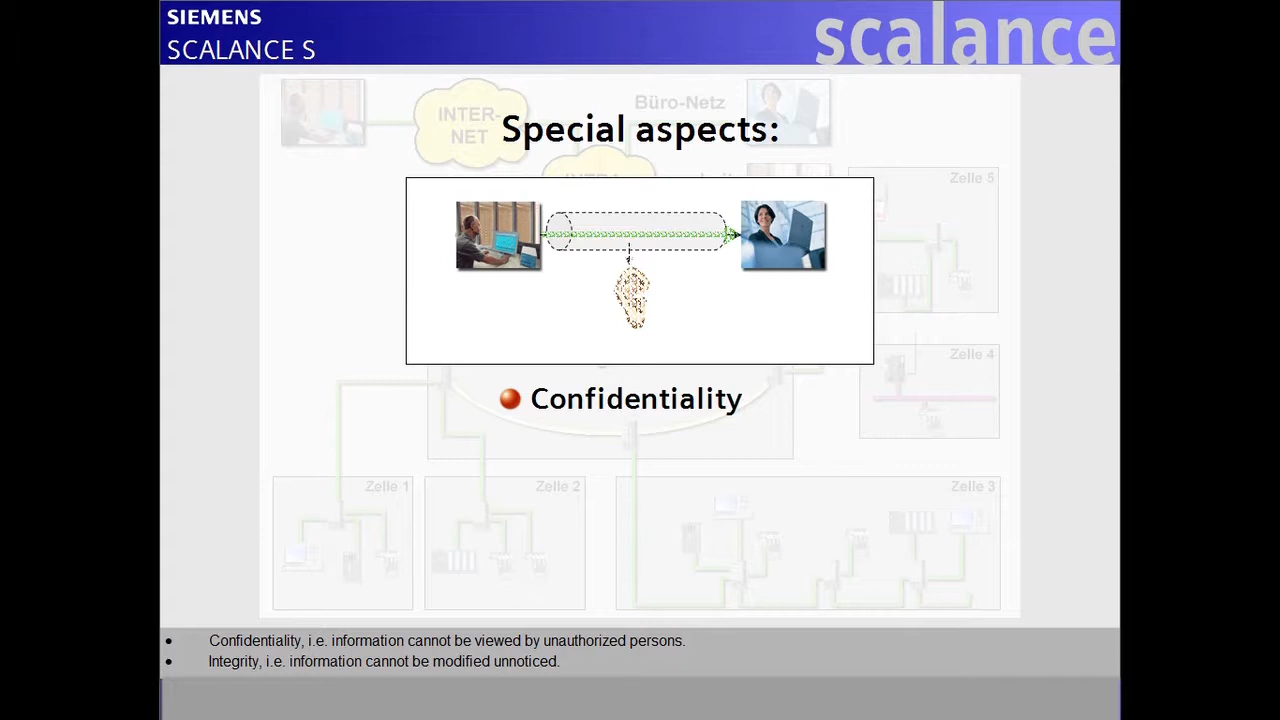 SIEMENS
SCALANCE S
scalance
INTER-
NET
Büro-Netz
Special aspects:
Zelle 5
Confidentiality
Zelle 4
Zelle 1
Zelle 2
Zelle 3
• Confidentiality, i.e. information cannot be viewed by unauthorized persons.
• Integrity, i.e. information cannot be modified unnoticed.